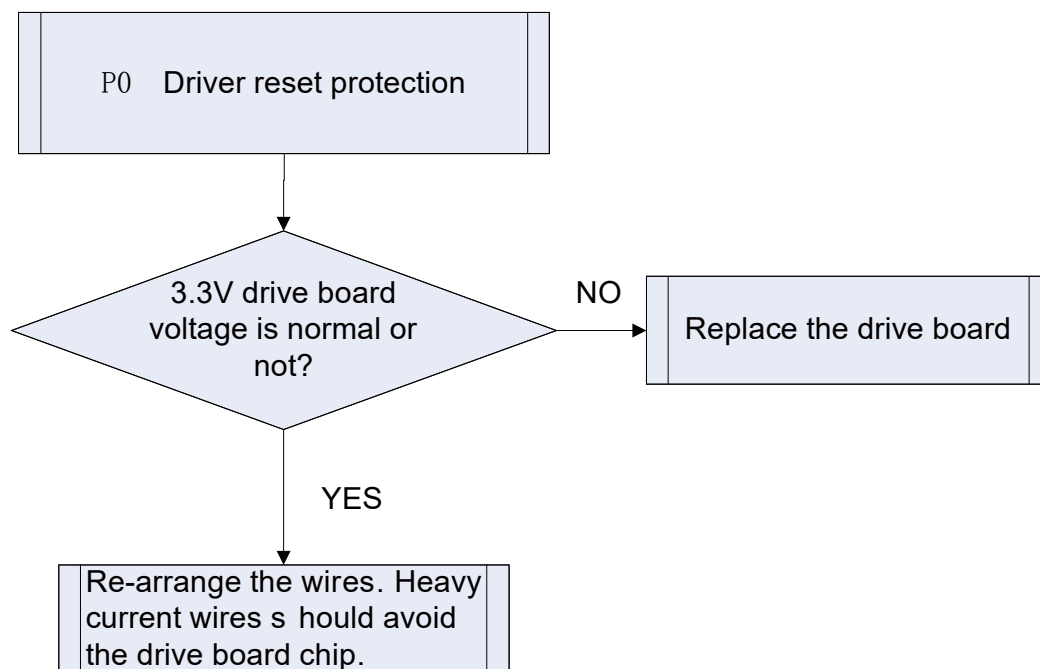 P0 Driver reset protection
3.3V drive board
voltage is normal or
not?
NO
Replace the drive board
YES
Re-arrange the wires. Heavy
current wires s hould avoid
the drive board chip.